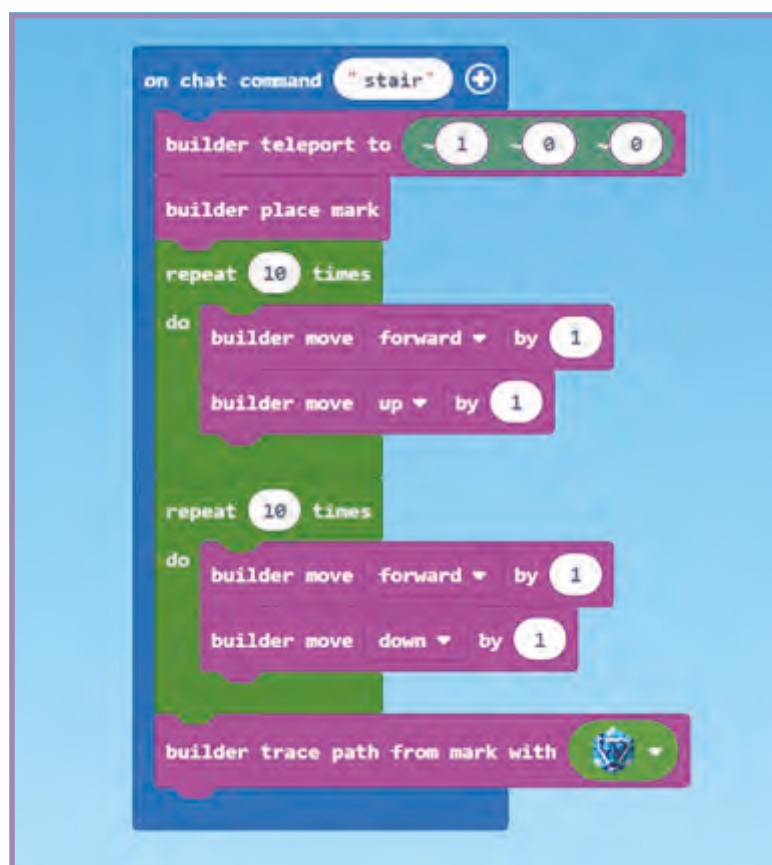 on chat command "stair"
builder teleport to ~ 1 ~ 0 ~ 0
builder place mark
repeat 10 times
do
builder move forward by 1
builder move up by 1
repeat 10 times
do
builder move forward by 1
builder move down by 1
builder trace path from mark with